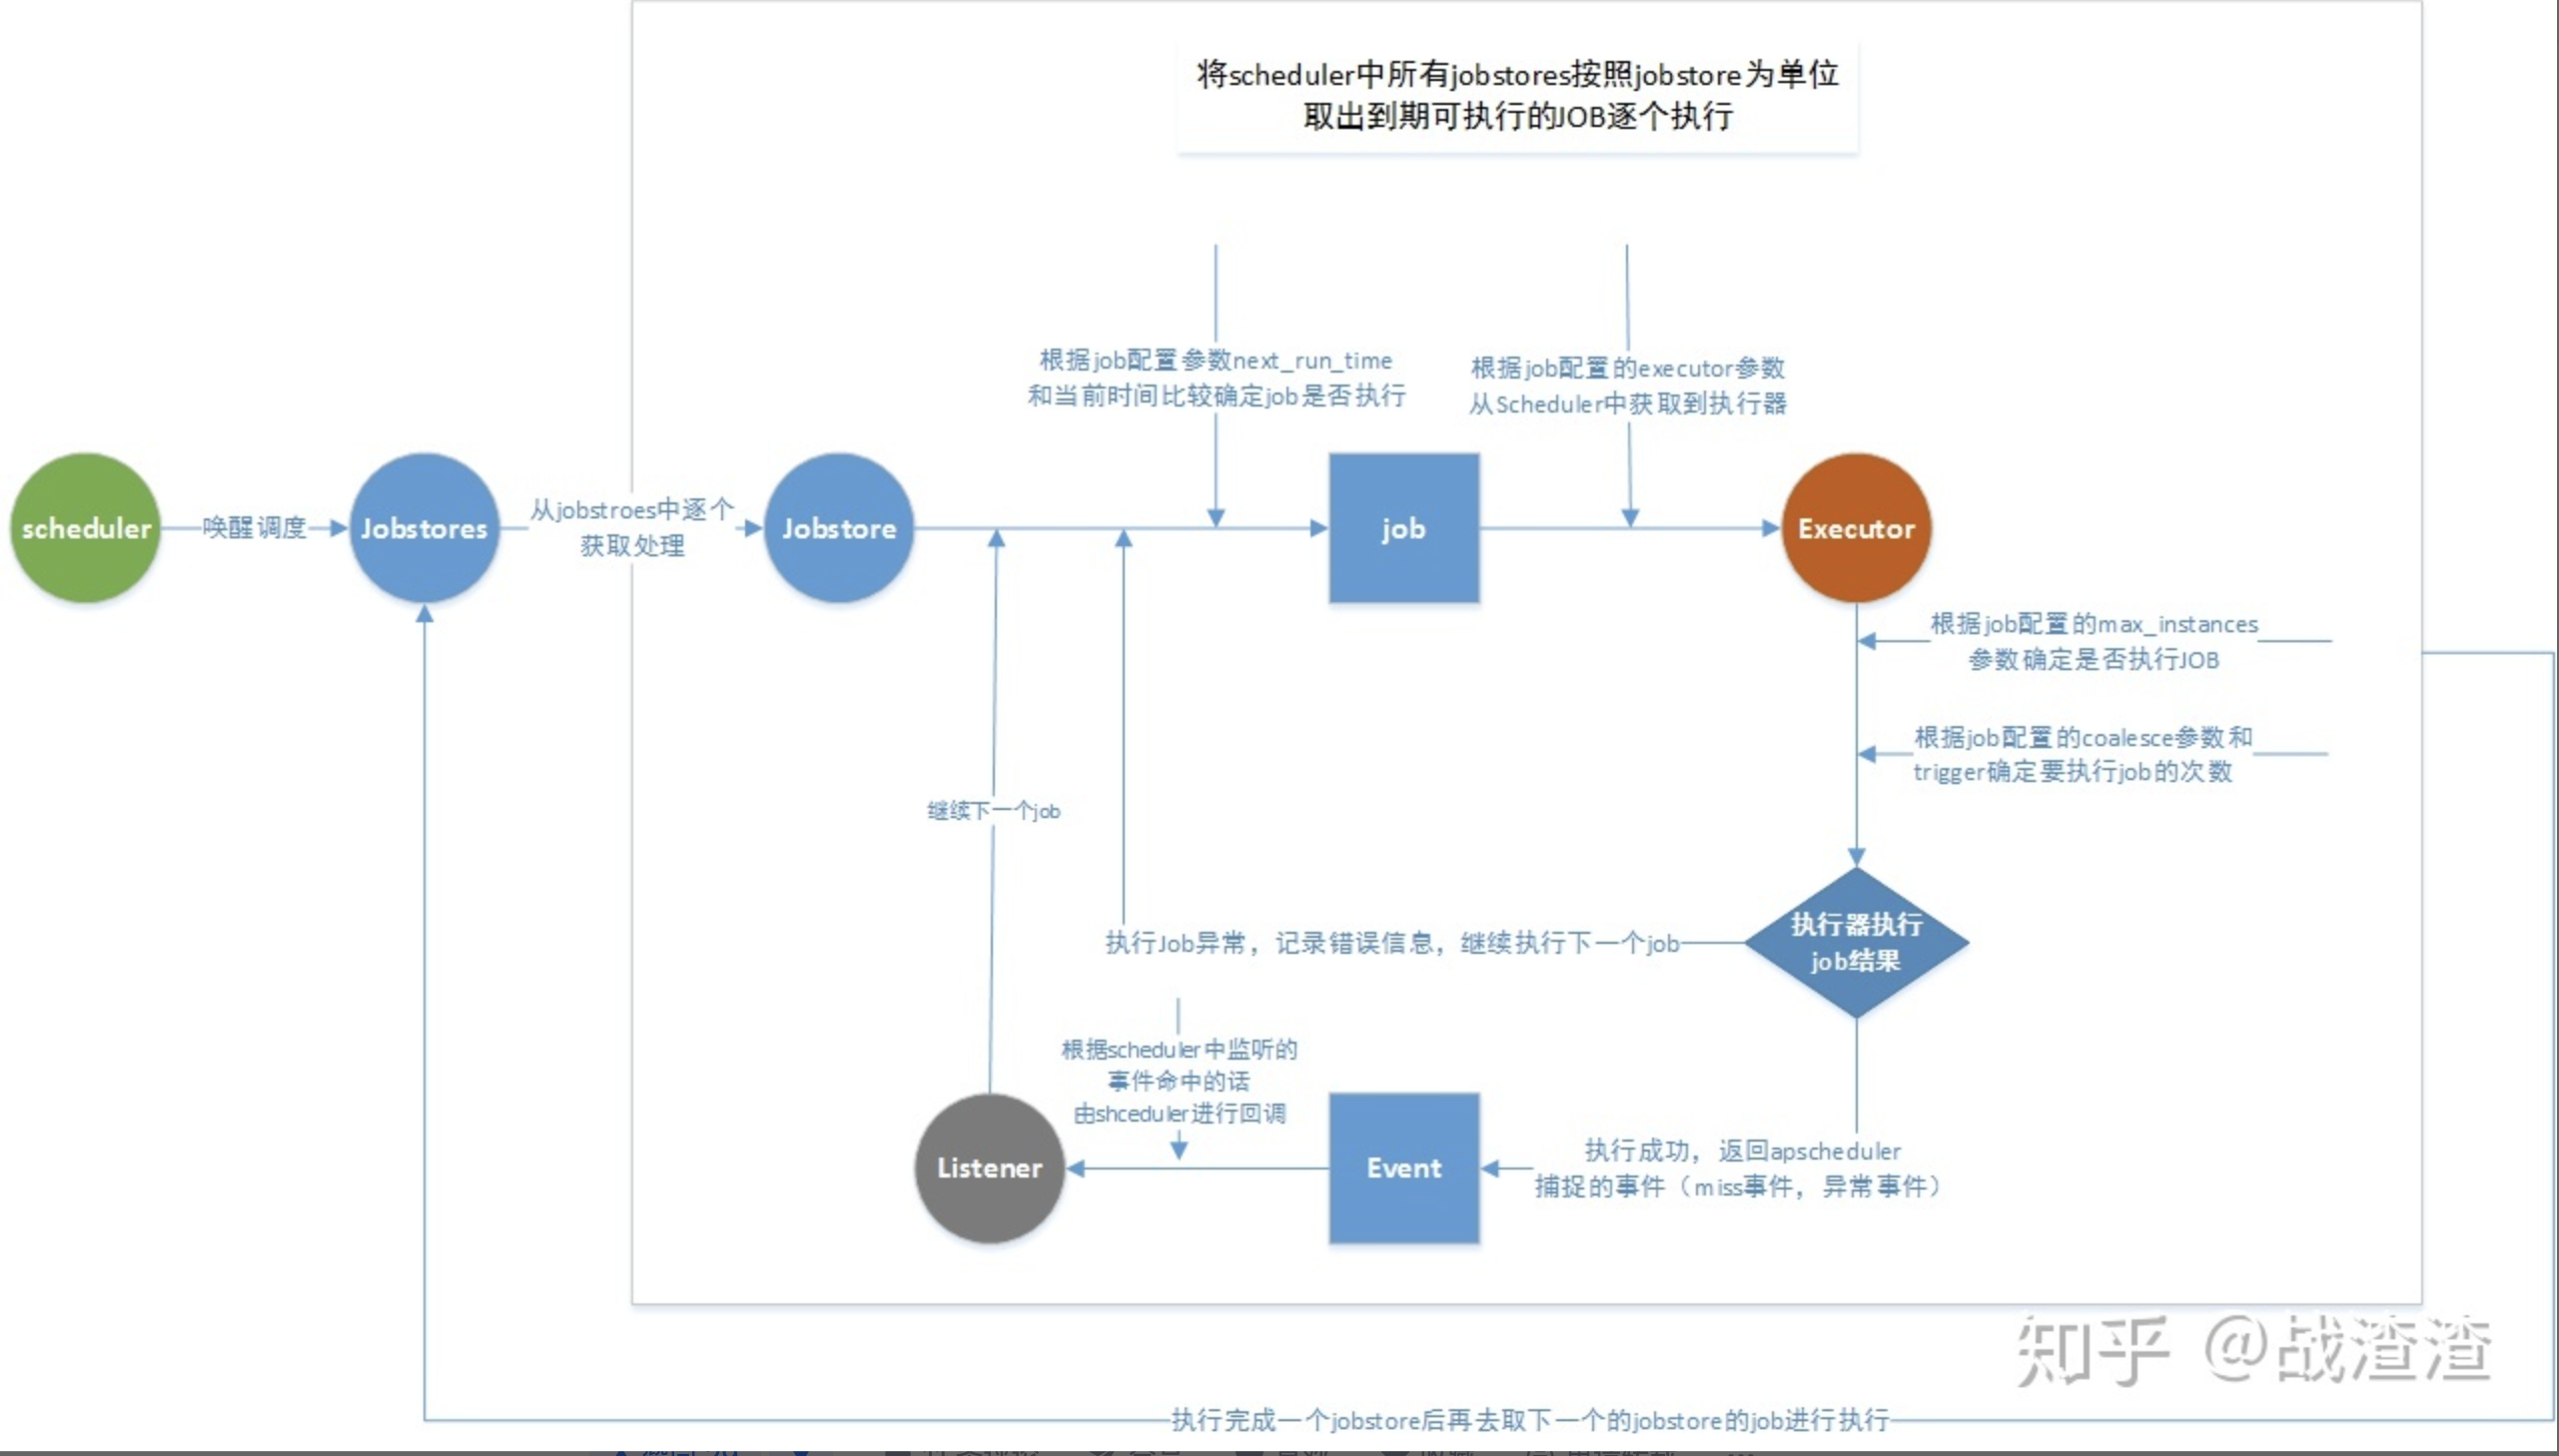 将scheduler中所有jobstores按照jobstore为单位
取出到期可执行的JOB逐个执行
根据job配置参数next_run_time
和当前时间比较确定job是否执行
根据job配置的executor参数
从Scheduler中获取到执行器
scheduler
唤醒调度
Jobstores
从jobstroes中逐个
获取处理
Jobstore
job
Executor
根据job配置的max_instances
参数确定是否执行JOB
根据job配置的coalesce参数和
trigger确定要执行job的次数
继续下一个job
执行器执行
job结果
执行Job异常，记录错误信息，继续执行下一个job
根据scheduler中监听的
事件命中的话
由shceduler进行回调
Listener
Event
执行成功，返回apscheduler
捕捉的事件（miss事件，异常事件）
知乎 @战渣渣
执行完成一个jobstore后再去取下一个的jobstore的job进行执行